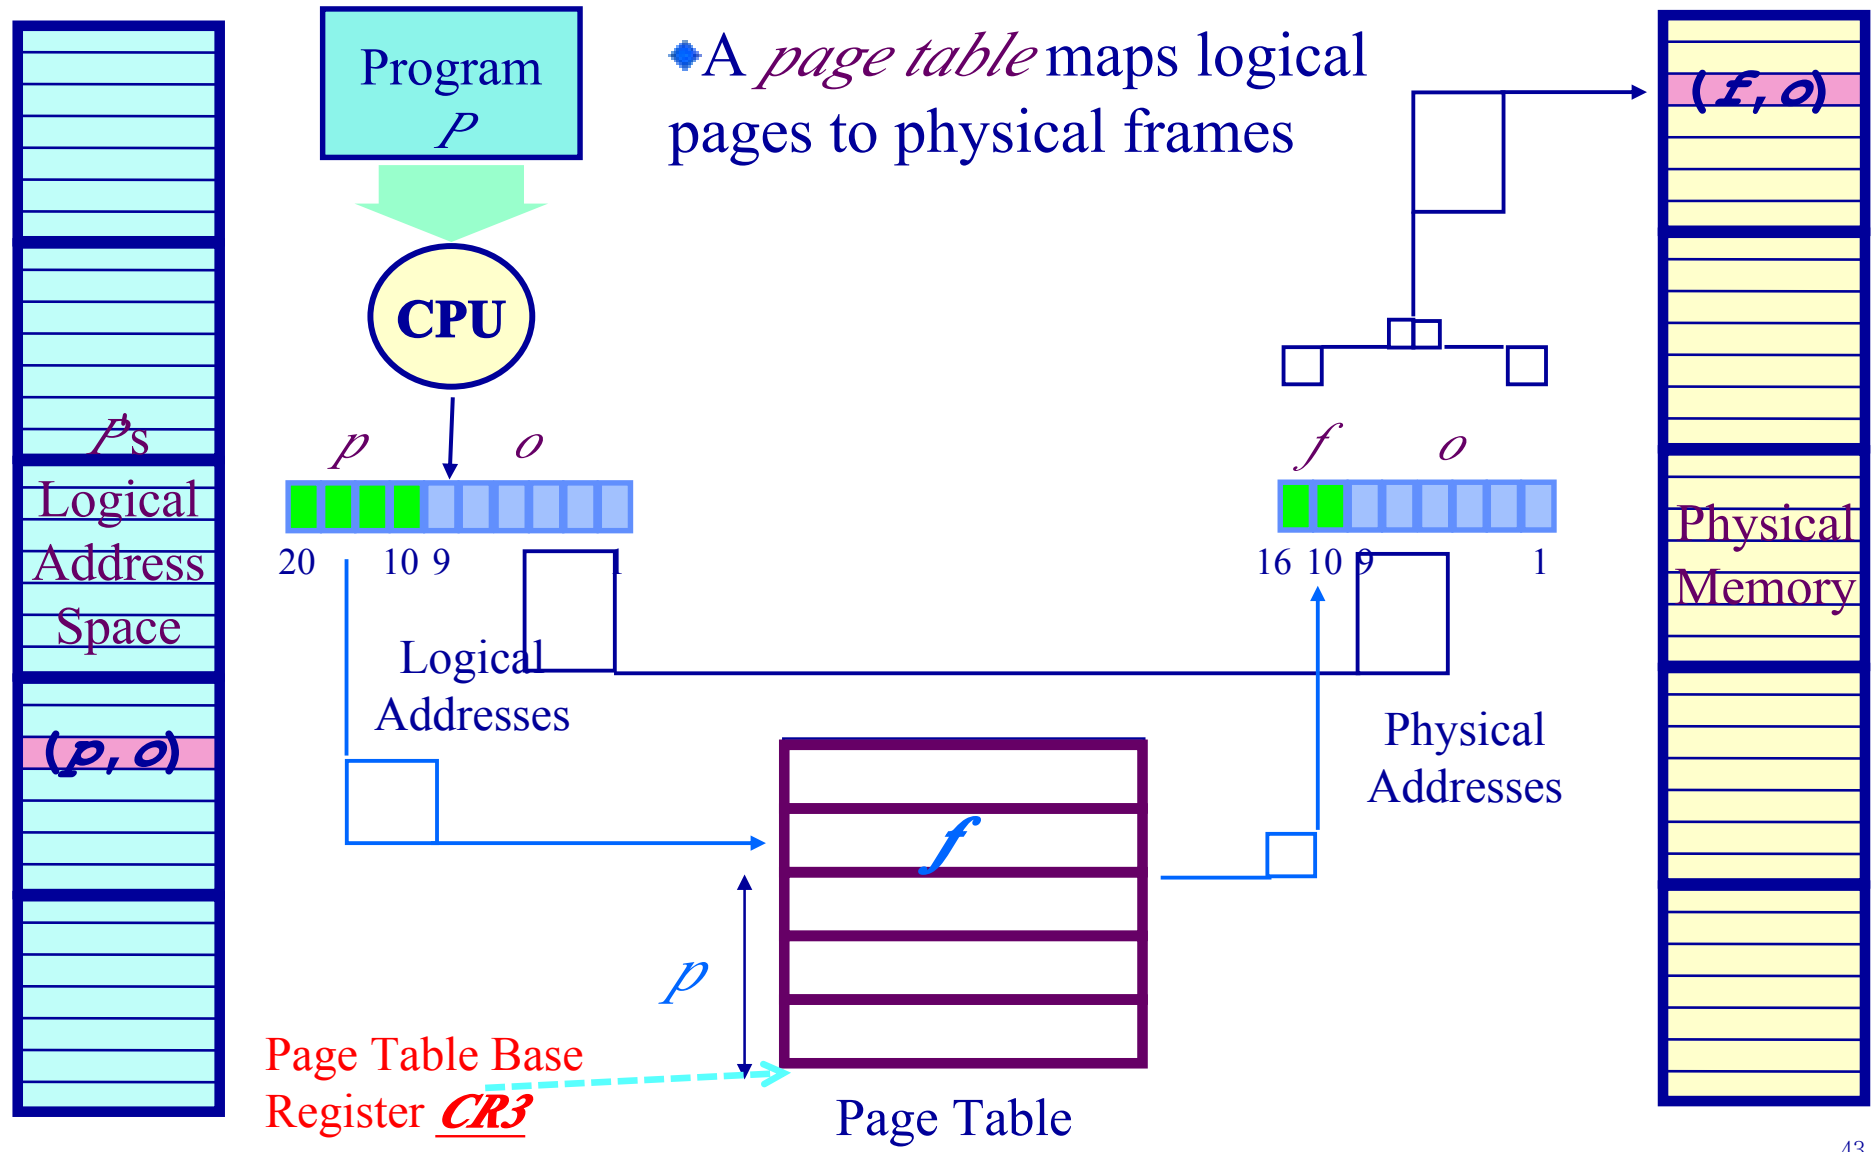 Program
P
A page table maps logical
pages to physical frames
(f,o)
CPU
P's
Logical
Address
Space
(p,o)
p o
20 10 9 1
Logical
Addresses
f o
16 10 9 1
Physical
Addresses
Physical
Memory
f
p
Page Table Base
Register CR3
Page Table
43